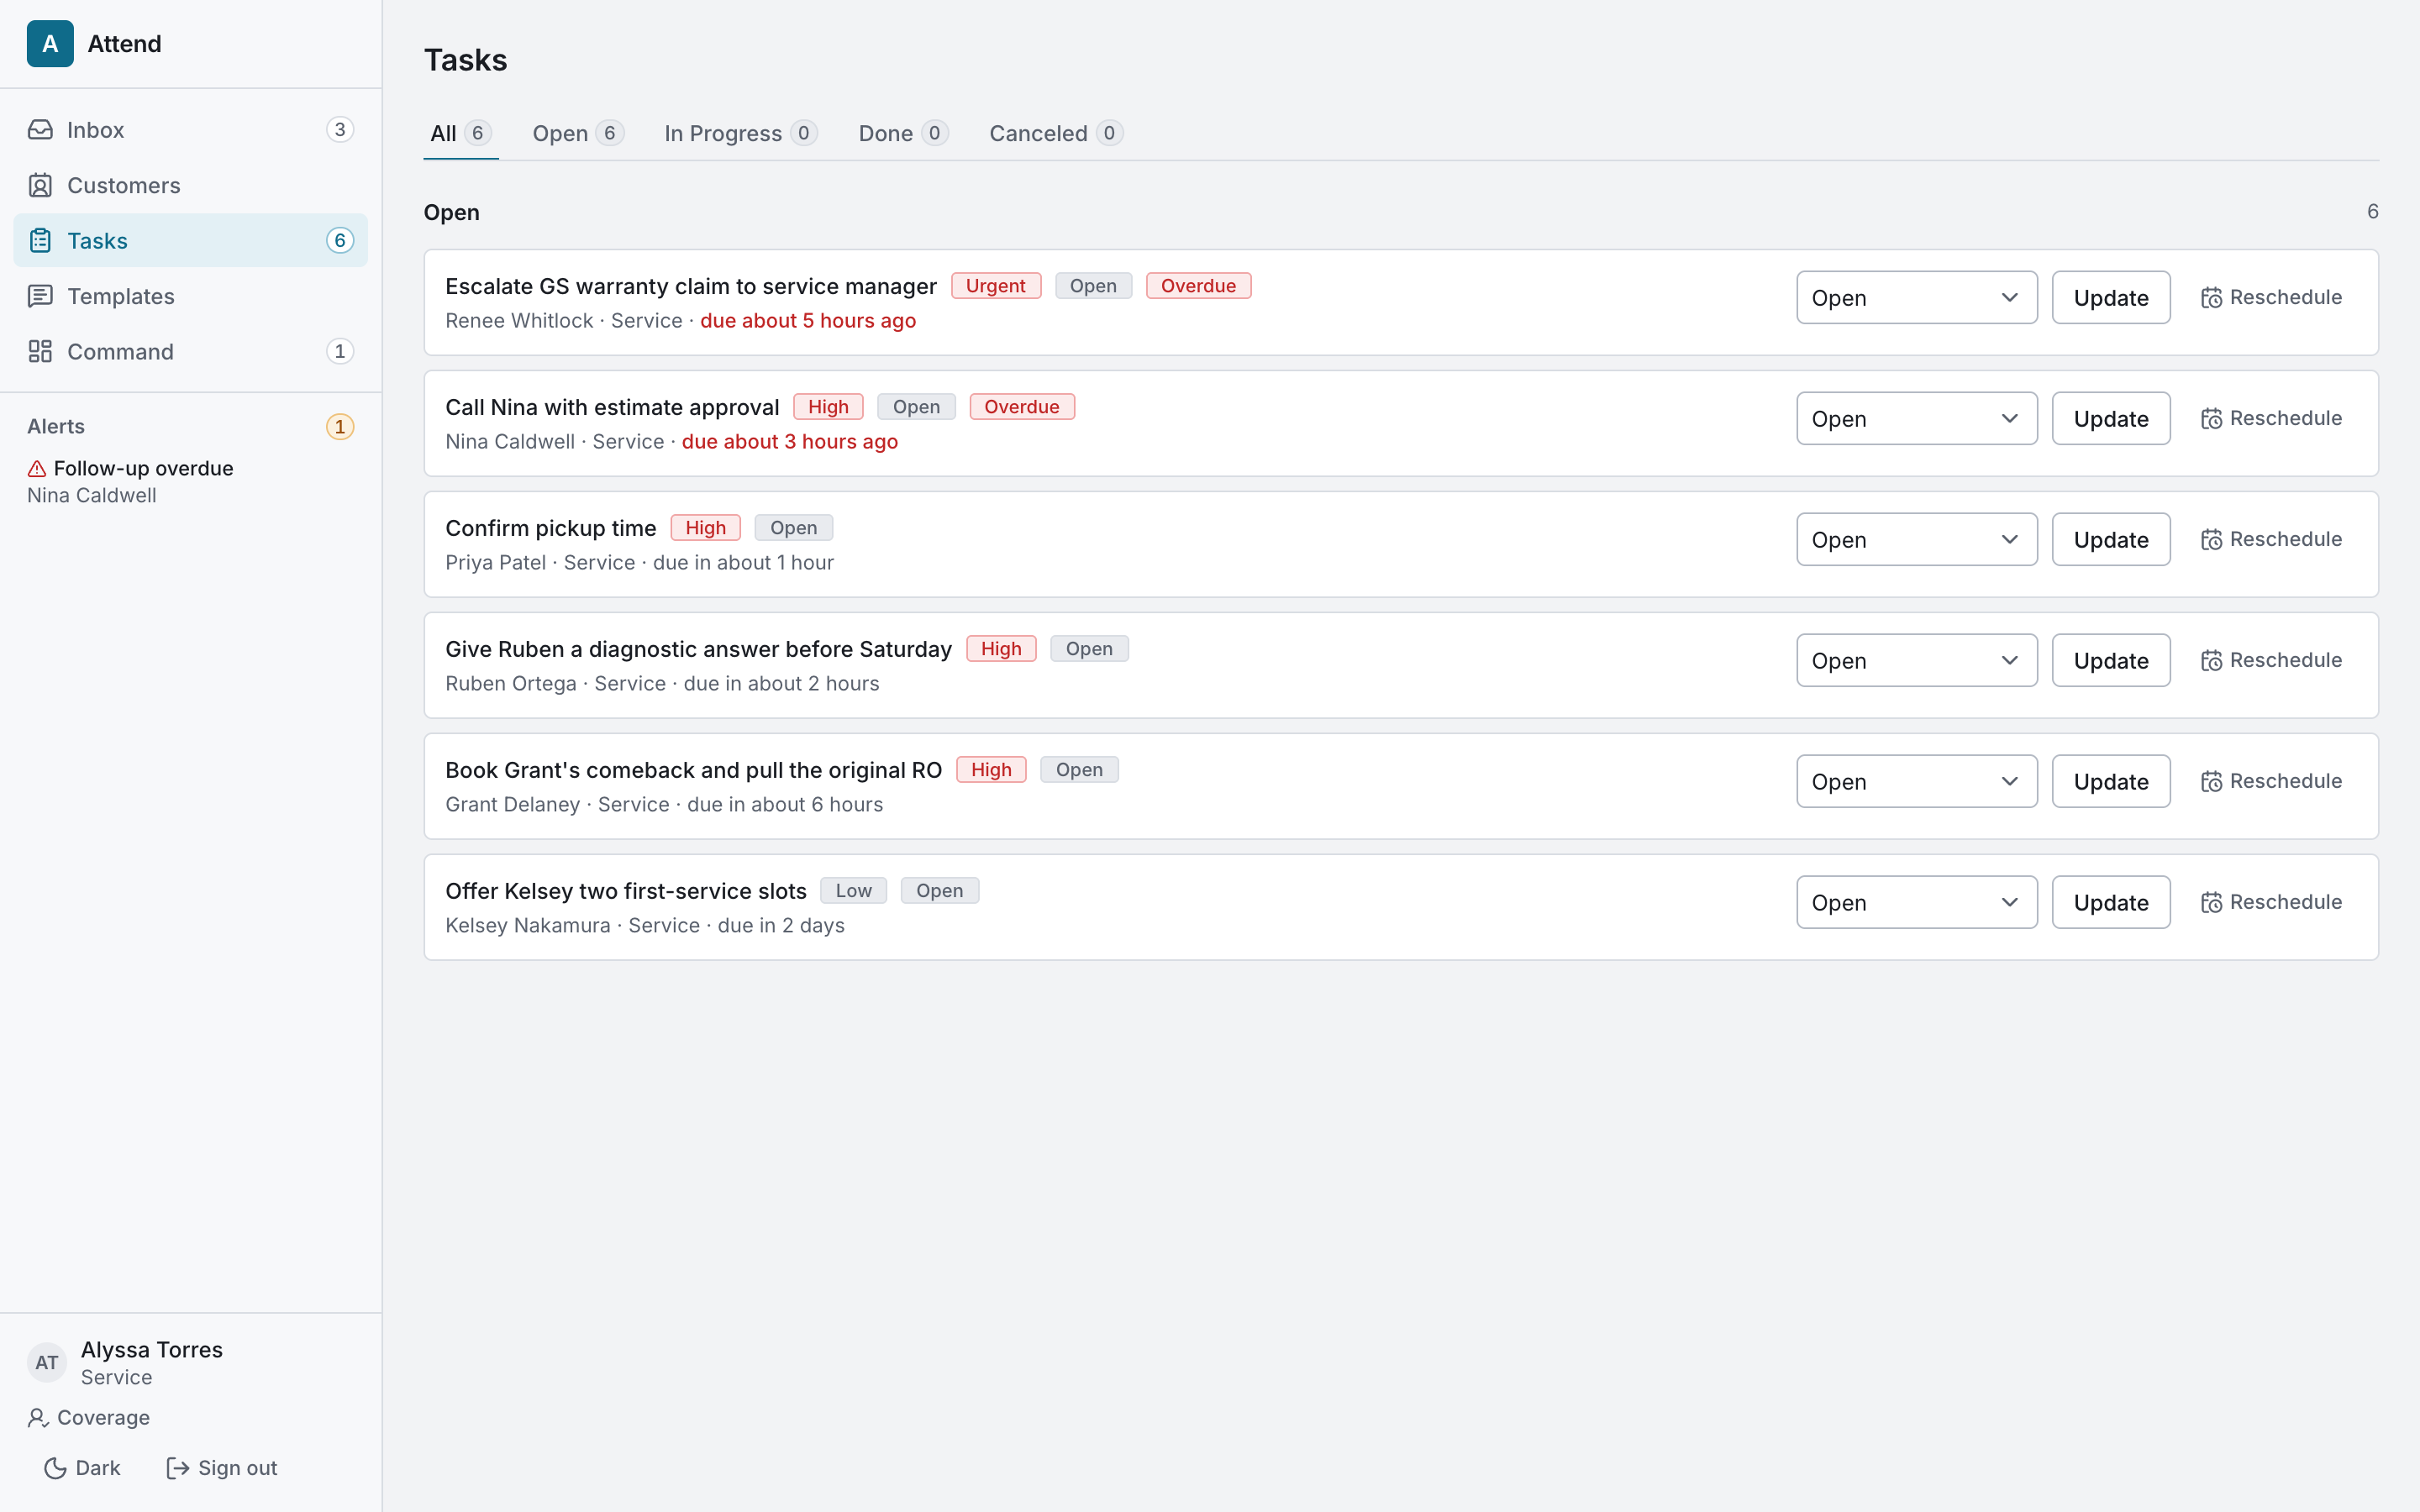 A Attend
Inbox 3
Customers
Tasks 6
Templates
Command 1
Alerts 1
Follow-up overdue
Nina Caldwell
AT Alyssa Torres
Service
Coverage
Dark Sign out
Tasks
All 6 Open 6 In Progress 0 Done 0 Canceled 0
Open 6
Escalate GS warranty claim to service manager Urgent Open Overdue
Renee Whitlock · Service · due about 5 hours ago
Open Update Reschedule
Call Nina with estimate approval High Open Overdue
Nina Caldwell · Service · due about 3 hours ago
Open Update Reschedule
Confirm pickup time High Open
Priya Patel · Service · due in about 1 hour
Open Update Reschedule
Give Ruben a diagnostic answer before Saturday High Open
Ruben Ortega · Service · due in about 2 hours
Open Update Reschedule
Book Grant's comeback and pull the original RO High Open
Grant Delaney · Service · due in about 6 hours
Open Update Reschedule
Offer Kelsey two first-service slots Low Open
Kelsey Nakamura · Service · due in 2 days
Open Update Reschedule